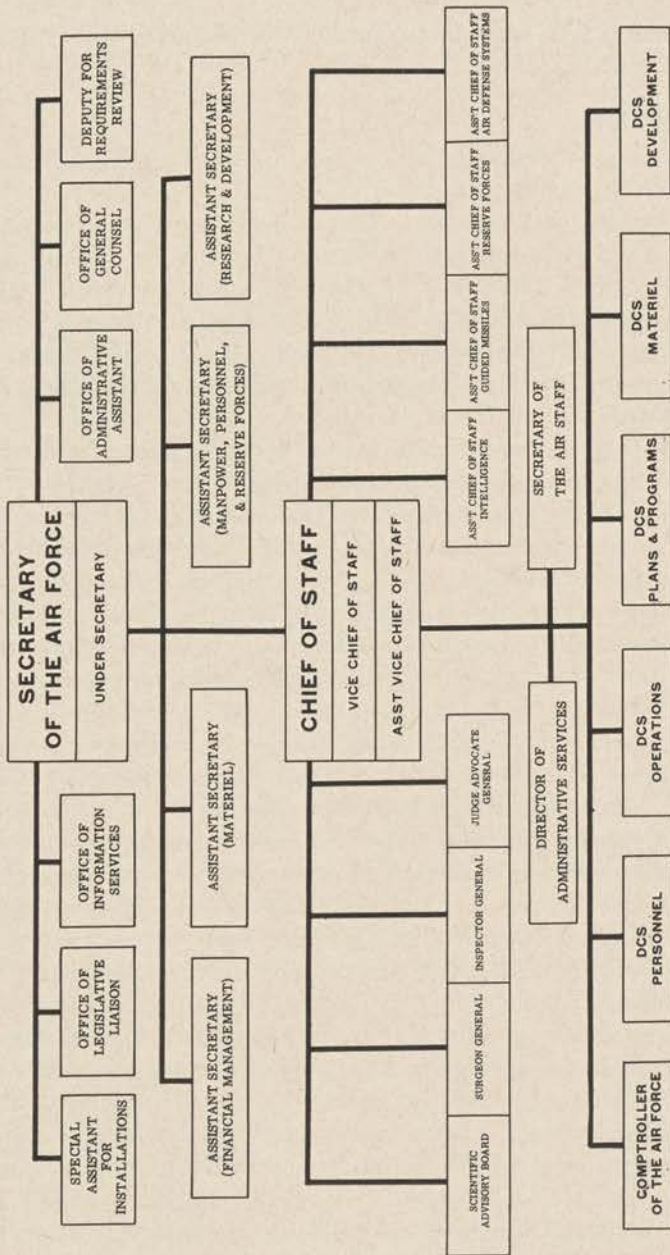 SECRETARY
OF THE AIR FORCE
UNDER SECRETARY
SPECIAL
ASSISTANT
FOR
INSTALLATIONS
OFFICE OF
LEGISLATIVE
LIAISON
OFFICE OF
INFORMATION
SERVICES
OFFICE OF
ADMINISTRATIVE
ASSISTANT
OFFICE OF
GENERAL
COUNSEL
DEPUTY FOR
REQUIREMENTS
REVIEW
ASSISTANT SECRETARY
(FINANCIAL MANAGEMENT)
ASSISTANT SECRETARY
(MATERIEL)
ASSISTANT SECRETARY
(MANPOWER, PERSONNEL,
& RESERVE FORCES)
ASSISTANT SECRETARY
(RESEARCH & DEVELOPMENT)
CHIEF OF STAFF
VICE CHIEF OF STAFF
ASST VICE CHIEF OF STAFF
SCIENTIFIC
ADVISORY BOARD
SURGEON GENERAL
INSPECTOR GENERAL
JUDGE ADVOCATE
GENERAL
ASS'T CHIEF OF STAFF
INTELLIGENCE
ASS'T CHIEF OF STAFF
GUIDED MISSILES
ASS'T CHIEF OF STAFF
RESERVE FORCES
ASS'T CHIEF OF STAFF
AIR DEFENSE SYSTEMS
DIRECTOR OF
ADMINISTRATIVE SERVICES
SECRETARY OF
THE AIR STAFF
COMPTROLLER
OF THE AIR FORCE
DCS
PERSONNEL
DCS
OPERATIONS
DCS
PLANS & PROGRAMS
DCS
MATERIEL
DCS
DEVELOPMENT